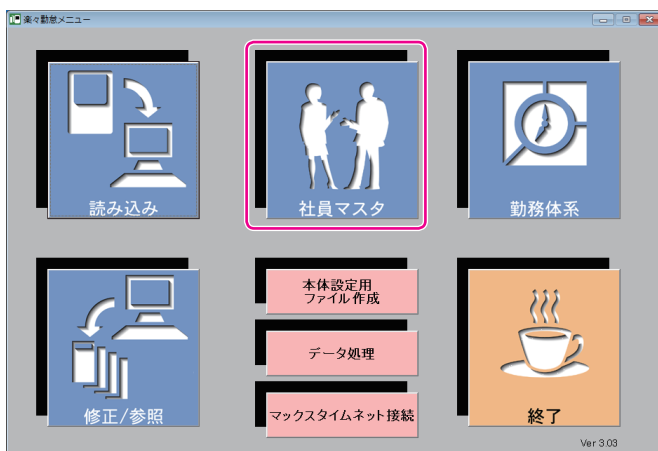 楽々勤怠メニュー
読み込み
社員マスタ
勤務体系
修正/参照
本体設定用
ファイル作成
データ処理
マックスタイムネット接続
終了
Ver 3.03